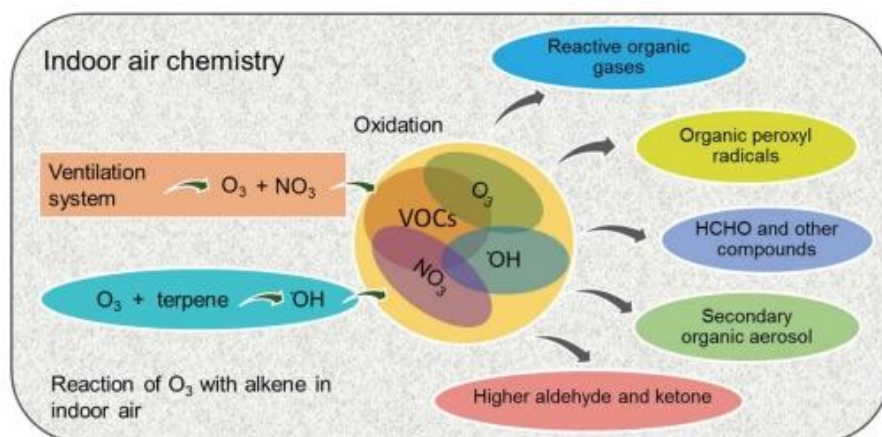 Indoor air chemistry
Reactive organic
gases
Oxidation
Organic peroxyl
radicals
Ventilation
system
O₃ + NO₃
VOCs
O₃
NO₃
˙OH
HCHO and other
compounds
O₃ + terpene
˙OH
Secondary
organic aerosol
Reaction of O₃ with alkene in
indoor air
Higher aldehyde and ketone